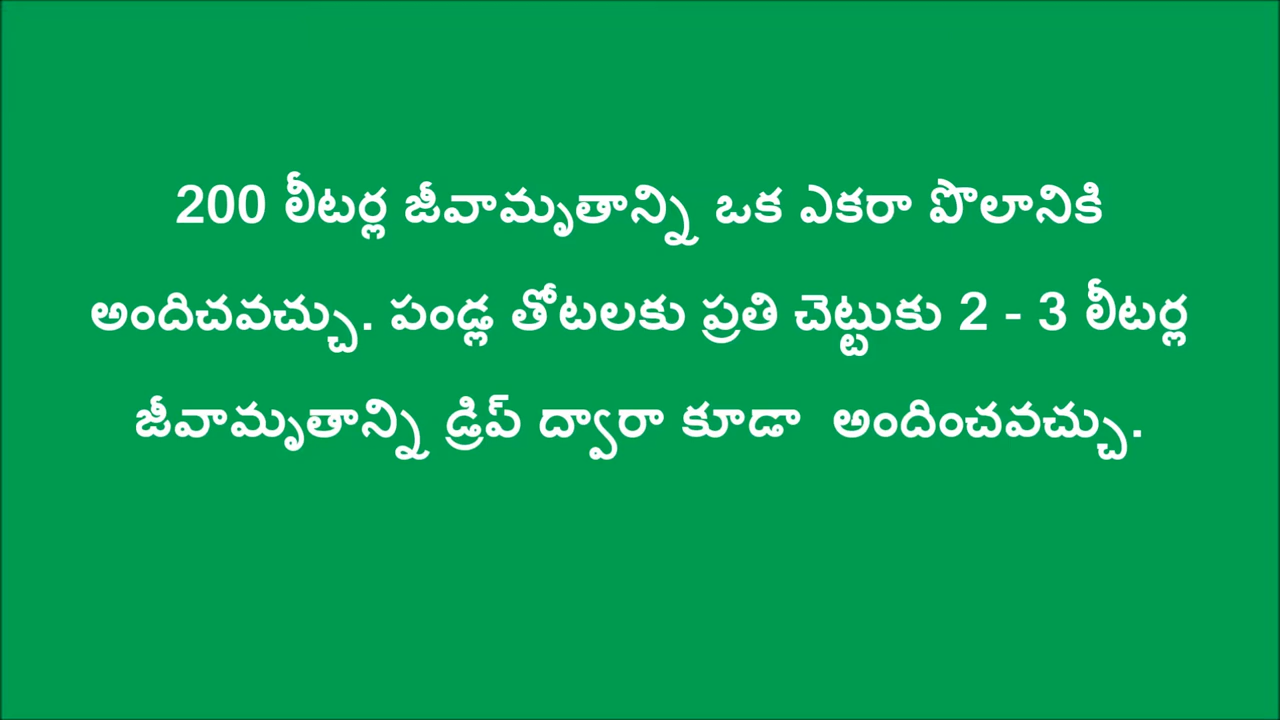 200 లీటర్ల జీవామృతాన్ని ఒక ఎకరా పొలానికి
అందిచవచ్చు. పండ్ల తోటలకు ప్రతి చెట్టుకు 2 - 3 లీటర్ల
జీవామృతాన్ని డ్రిప్ ద్వారా కూడా అందించవచ్చు.